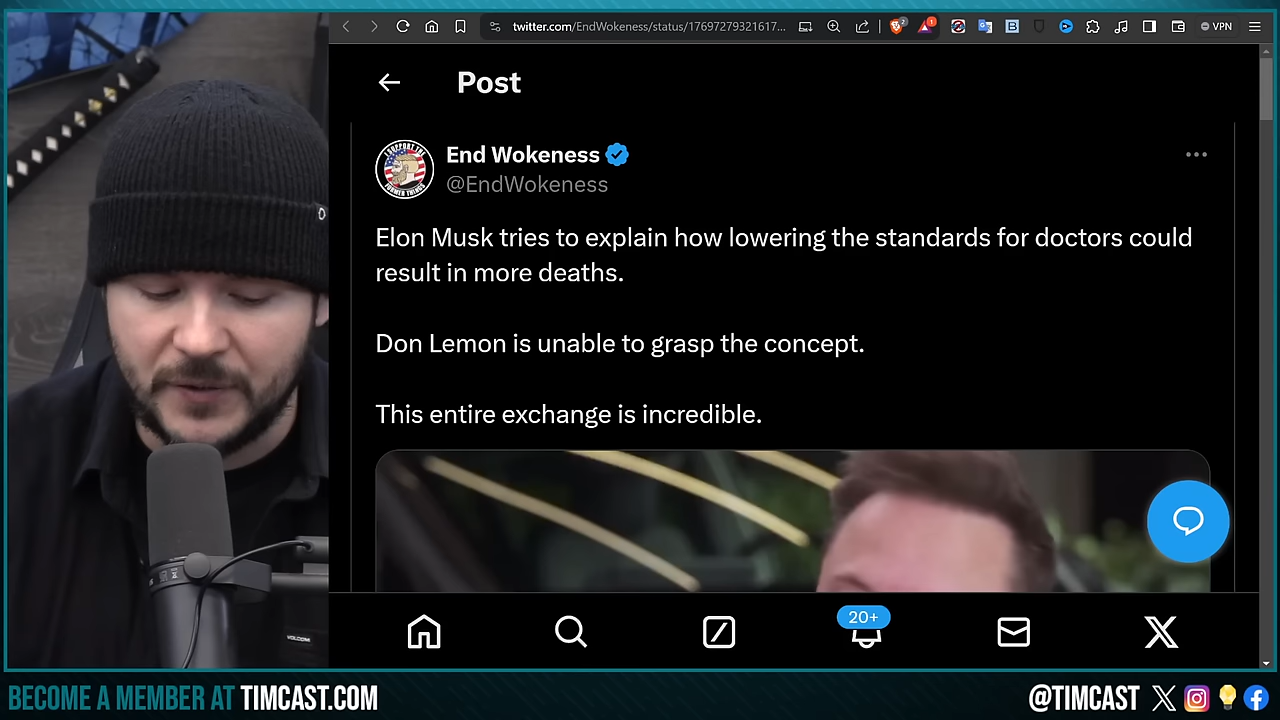 twitter.com/EndWokeness/status/17697279321617...
2
1
VPN
Post
End Wokeness
@EndWokeness
Elon Musk tries to explain how lowering the standards for doctors could
result in more deaths.
Don Lemon is unable to grasp the concept.
This entire exchange is incredible.
20+
BECOME A MEMBER AT TIMCAST.COM
@TIMCAST